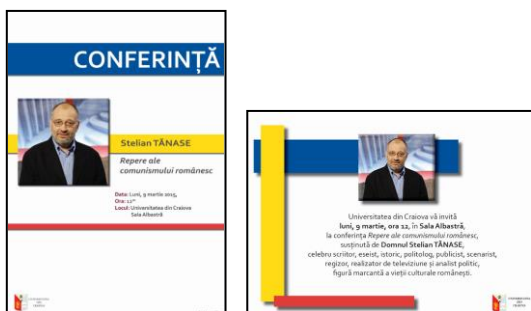 CONFERINȚĂ
Stelian TĂNASE
Repere ale
comunismului românesc
Data: Luni, 9 martie 2015,
Ora: 12
Locul: Universitatea din Craiova
Sala Albastră
Universitatea din Craiova vă invită
luni, 9 martie, ora 12, în Sala Albastră,
la conferința Repere ale comunismului românesc,
susținută de Domnul Stelian TĂNASE,
celebru scriitor, eseist, istoric, politolog, publicist, scenarist,
regizor, realizator de televiziune și analist politic,
figură marcantă a vieții culturale românești.